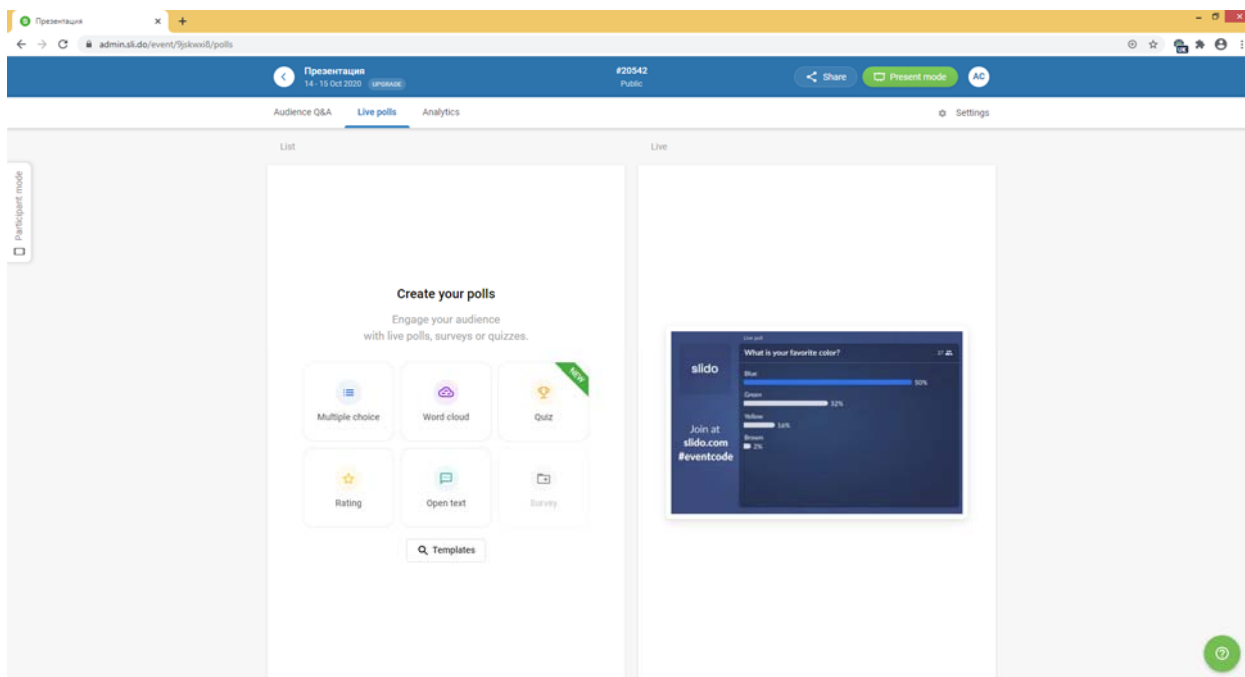 Презентация
admin.sli.do/event/9jskwxi8/polls
Презентация
14 - 15 Oct 2020 UPGRADE
#20542
Public
Share
Present mode
AC
Audience Q&A
Live polls
Analytics
Settings
Participant mode
List
Live
Create your polls
Engage your audience
with live polls, surveys or quizzes.
Multiple choice
Word cloud
Quiz
NEW
Rating
Open text
Survey
Templates
slido
Join at
slido.com
#eventcode
Live poll
What is your favorite color?
Blue
50%
Green
32%
Yellow
16%
Brown
2%